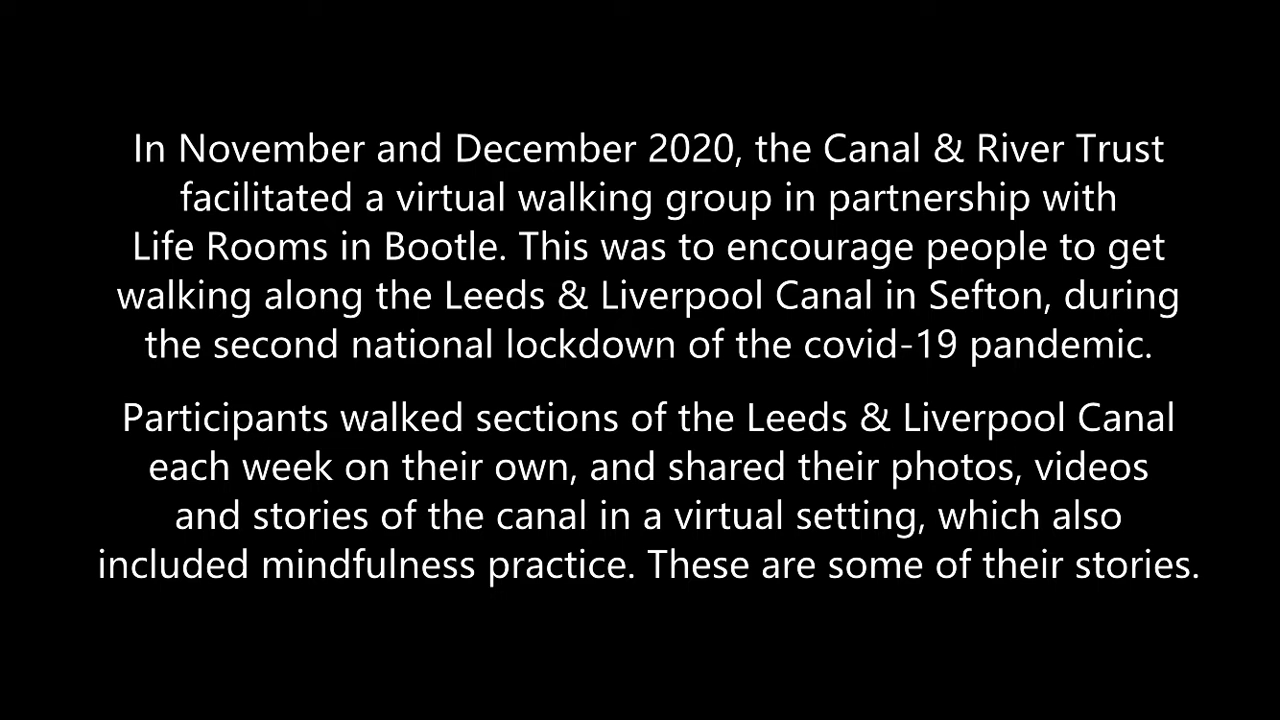 In November and December 2020, the Canal & River Trust
facilitated a virtual walking group in partnership with
Life Rooms in Bootle. This was to encourage people to get
walking along the Leeds & Liverpool Canal in Sefton, during
the second national lockdown of the covid-19 pandemic.
Participants walked sections of the Leeds & Liverpool Canal
each week on their own, and shared their photos, videos
and stories of the canal in a virtual setting, which also
included mindfulness practice. These are some of their stories.